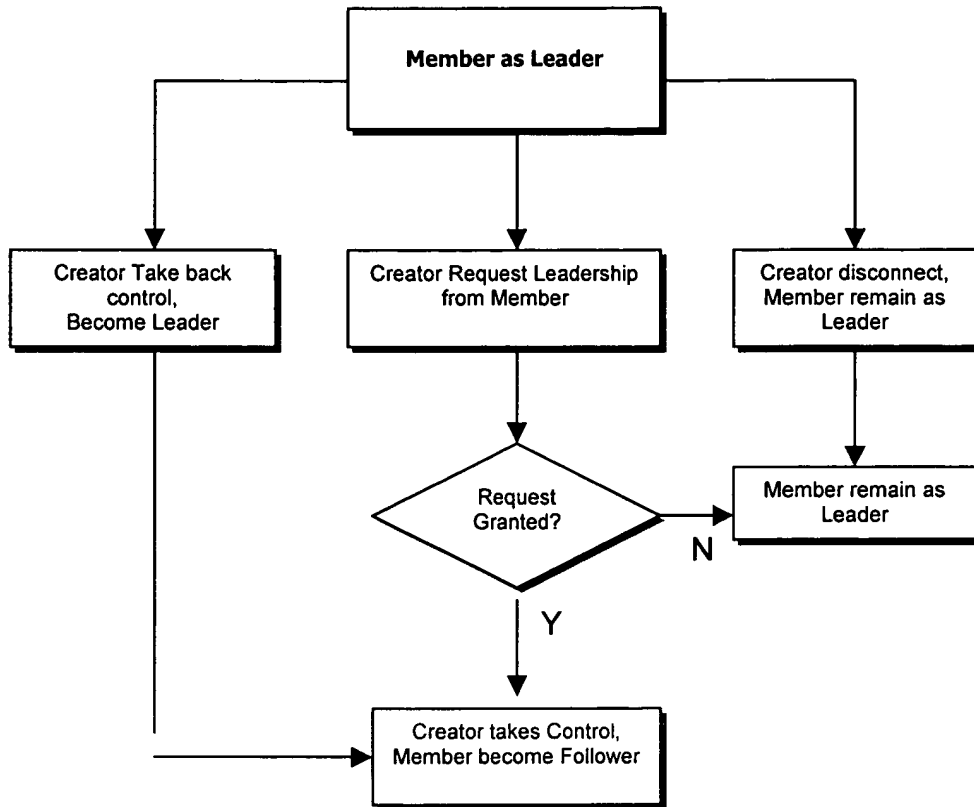 Member as Leader
Creator Take back
control,
Become Leader
Creator Request Leadership
from Member
Creator disconnect,
Member remain as
Leader
Request
Granted?
Member remain as
Leader
N
Y
Creator takes Control,
Member become Follower